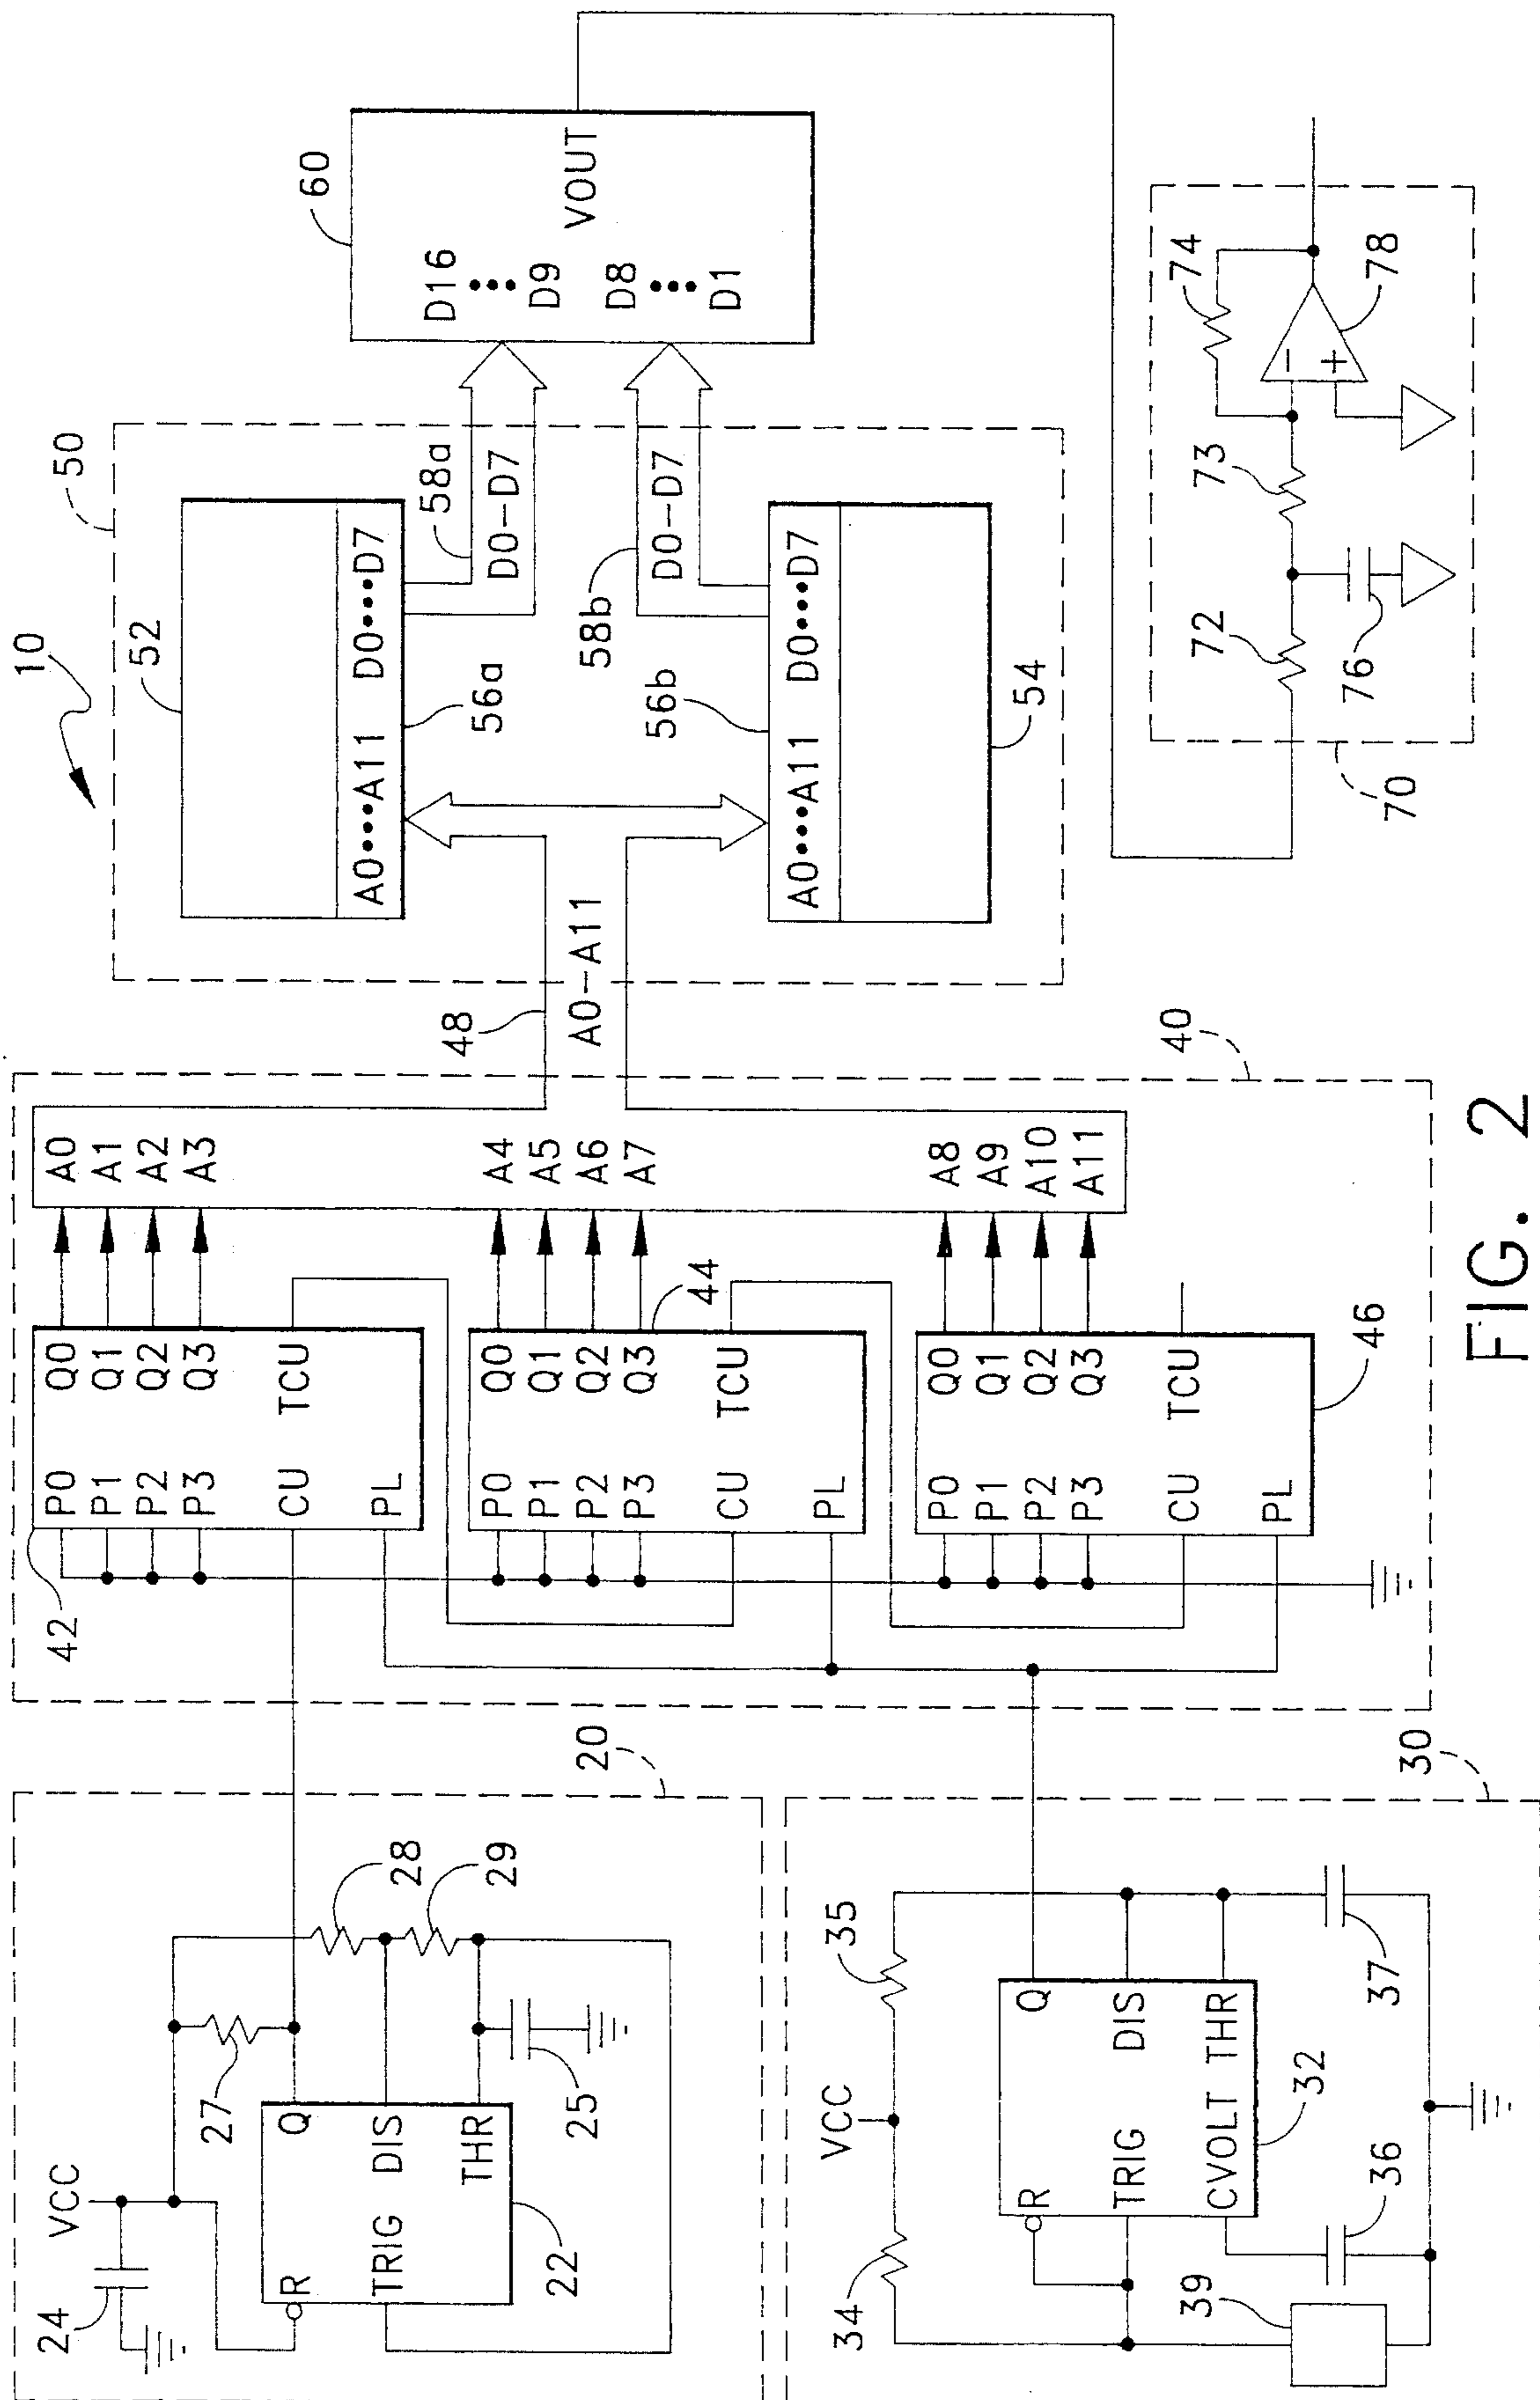 10
20
VCC
24
27
28
29
25
22
R
Q
TRIG
DIS
THR
30
VCC
34
35
R
Q
TRIG
DIS
CVOLT THR
32
36
37
39
40
42
P0 Q0
P1 Q1
P2 Q2
P3 Q3
CU TCU
PL
A0
A1
A2
A3
44
P0 Q0
P1 Q1
P2 Q2
P3 Q3
CU TCU
PL
A4
A5
A6
A7
46
P0 Q0
P1 Q1
P2 Q2
P3 Q3
CU TCU
PL
A8
A9
A10
A11
48
A0-A11
50
52
A0•••A11 D0•••D7
56a
58a
D0-D7
58b
D0-D7
56b
A0•••A11 D0•••D7
54
60
D16
•••
D9
VOUT
D8
•••
D1
70
72
73
74
76
78
-
+
FIG. 2